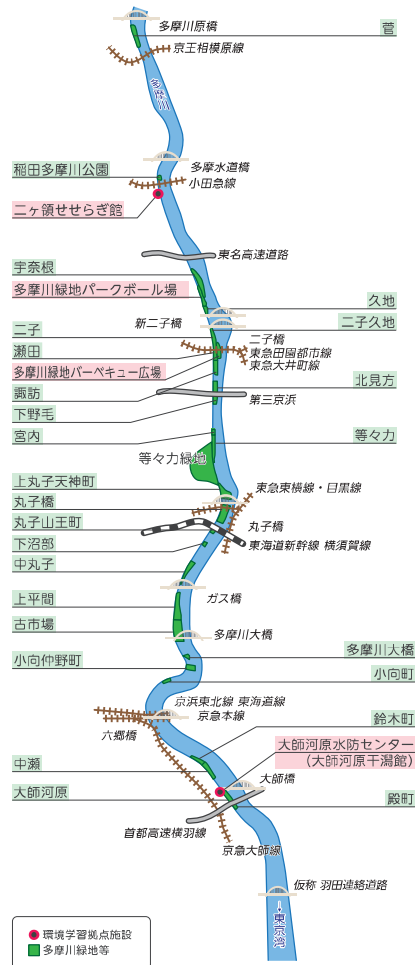 多摩川原橋
菅
京王相模原線
多摩川
多摩水道橋
稲田多摩川公園
小田急線
二ヶ領せせらぎ館
東名高速道路
宇奈根
多摩川緑地パークボール場
久地
新二子橋
二子久地
二子
二子橋
瀬田
東急田園都市線
東急大井町線
多摩川緑地バーベキュー広場
北見方
諏訪
第三京浜
下野毛
宮内
等々力
等々力緑地
上丸子天神町
東急東横線・目黒線
丸子橋
丸子山王町
丸子橋
下沼部
東海道新幹線 横須賀線
中丸子
上平間
ガス橋
古市場
多摩川大橋
多摩川大橋
小向仲野町
小向町
京浜東北線 東海道線
京急本線
鈴木町
六郷橋
大師河原水防センター
(大師河原干潟館)
中瀬
大師橋
大師河原
殿町
首都高速横羽線
京急大師線
仮称 羽田連絡道路
→東京湾
環境学習拠点施設
多摩川緑地等